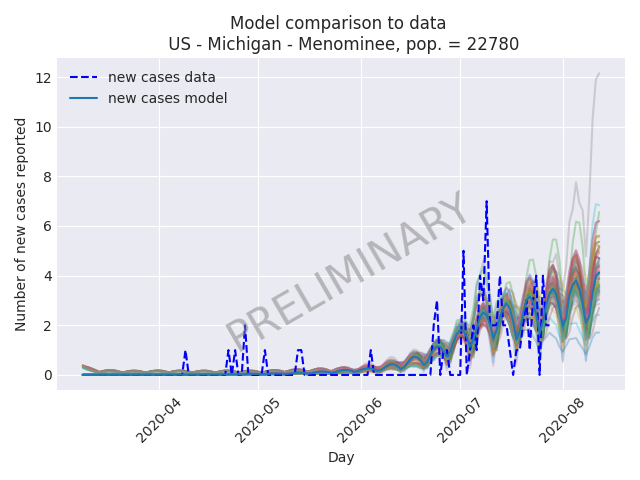 Model comparison to data
US - Michigan - Menominee, pop. = 22780
new cases data
new cases model
PRELIMINARY
Number of new cases reported
12
10
8
6
4
2
0
2020-04
2020-05
2020-06
2020-07
2020-08
Day